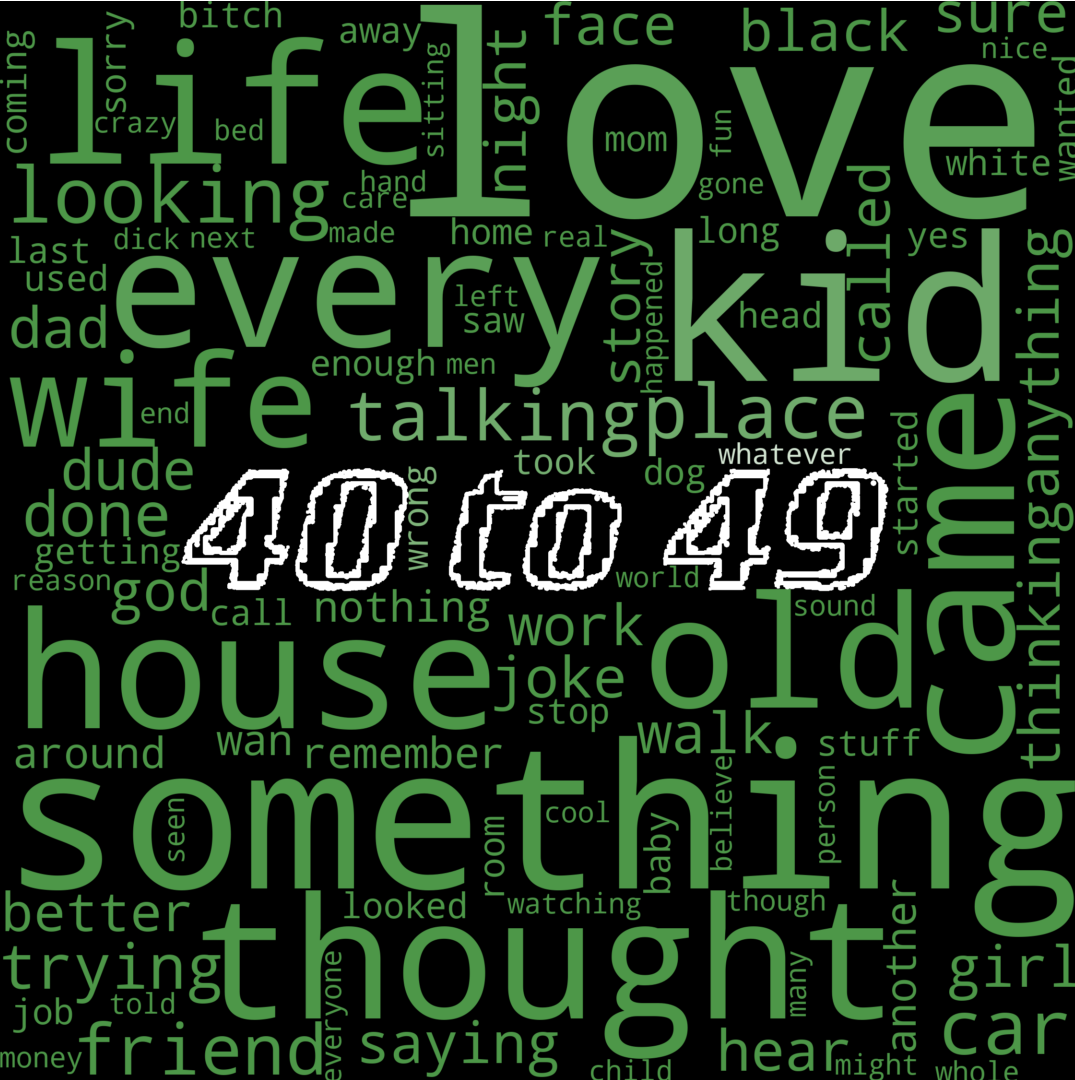 bitch
away
face
black
sure
coming
sorry
life
love
nice
crazy
bed
sitting
night
mom
fun
white
wanted
looking
hand
care
gone
called
last
dick
next
made
home
real
story
long
yes
used
every
left
saw
happened
kid
head
anything
dad
enough
men
wife
end
talking
place
came
dude
took
dog
whatever
started
done
wrong
40 to 49
getting
reason
god
call
nothing
world
sound
thinking
house
work
old
joke
stop
around
wan
remember
walk
stuff
something
seen
cool
room
baby
believe
person
better
looked
watching
though
another
trying
thought
many
girl
job
told
everyone
car
money
friend
saying
child
hear
might
whole